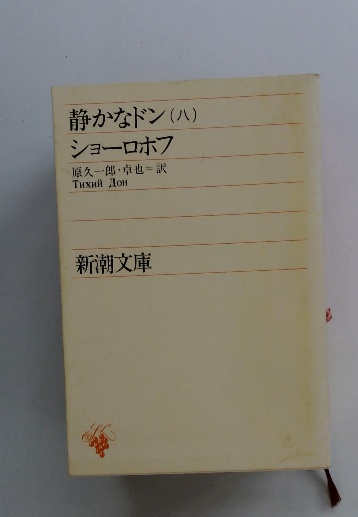 静かなドン(八)
ショーロホフ
原久一郎・卓也=訳
Тихий Дон
新潮文庫